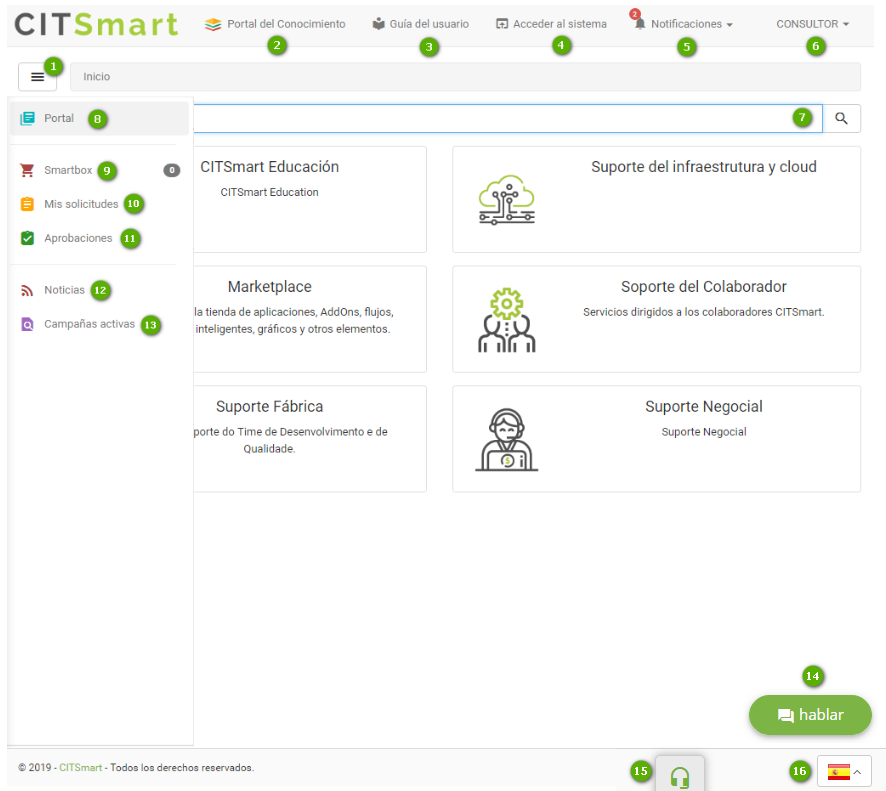 CITSmart
Portal del Conocimiento
2
Guía del usuario
3
Acceder al sistema
4
2
Notificaciones
5
CONSULTOR
6
1
Inicio
Portal
8
7
Smartbox
9
0
Mis solicitudes
10
Aprobaciones
11
Noticias
12
Campañas activas
13
CITSmart Educación
CITSmart Education
Suporte del infraestrutura y cloud
Marketplace
la tienda de aplicaciones, AddOns, flujos,
inteligentes, gráficos y otros elementos.
Soporte del Colaborador
Servicios dirigidos a los colaboradores CITSmart.
Suporte Fábrica
porte do Time de Desenvolvimento e de
Qualidade.
Suporte Negocial
Suporte Negocial
14
hablar
© 2019 - CITSmart - Todos los derechos reservados.
15
16